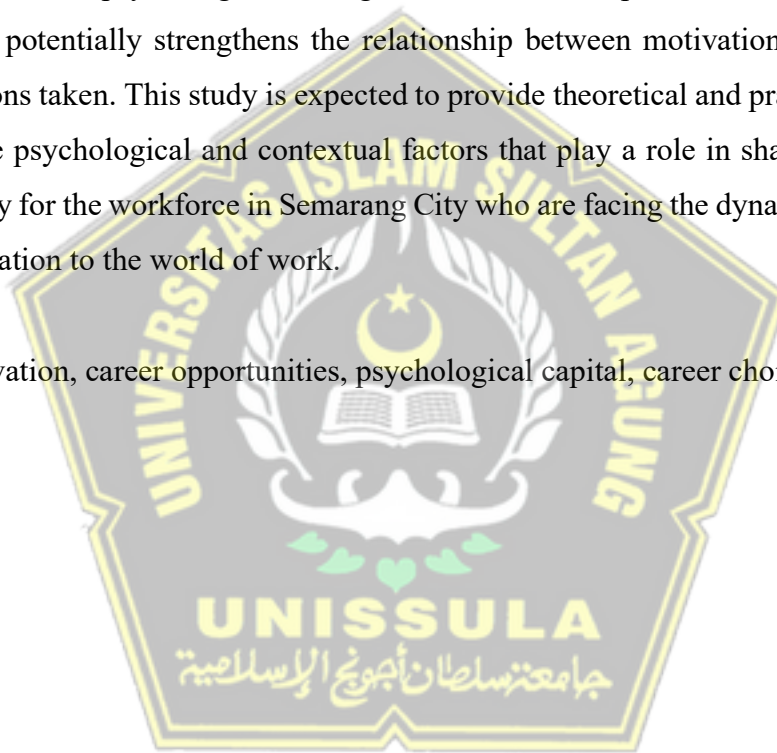 potentially strengthens the relationship between motivation
ons taken. This study is expected to provide theoretical and pra
e psychological and contextual factors that play a role in sha
y for the workforce in Semarang City who are facing the dyna
ation to the world of work.
vation, career opportunities, psychological capital, career choi
UNIVERSITAS ISLAM SULTAN AGUNG
UNISSULA
جامعة سلطان أجونج الإسلامية